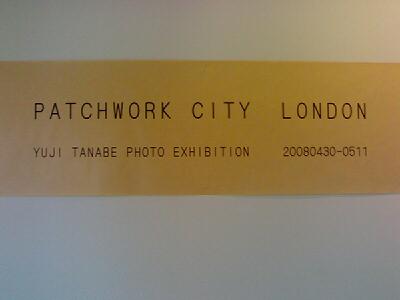 PATCHWORK CITY LONDON
YUJI TANABE PHOTO EXHIBITION 20080430-0511